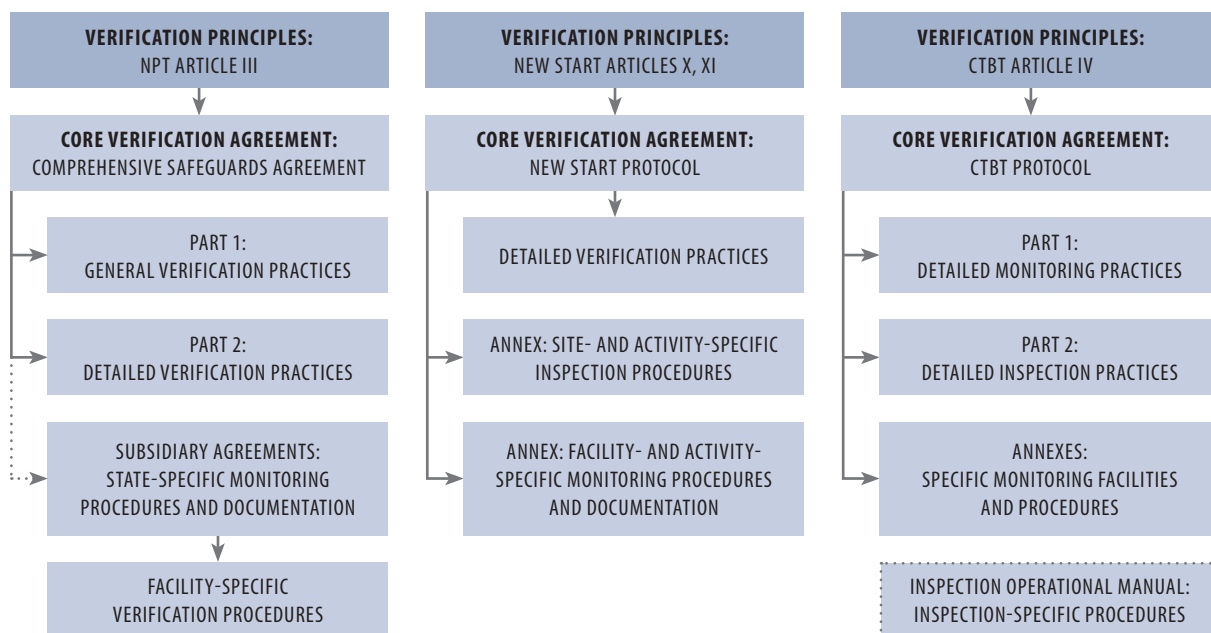 VERIFICATION PRINCIPLES:
NPT ARTICLE III
CORE VERIFICATION AGREEMENT:
COMPREHENSIVE SAFEGUARDS AGREEMENT
PART 1:
GENERAL VERIFICATION PRACTICES
PART 2:
DETAILED VERIFICATION PRACTICES
SUBSIDIARY AGREEMENTS:
STATE-SPECIFIC MONITORING
PROCEDURES AND DOCUMENTATION
FACILITY-SPECIFIC
VERIFICATION PROCEDURES
VERIFICATION PRINCIPLES:
NEW START ARTICLES X, XI
CORE VERIFICATION AGREEMENT:
NEW START PROTOCOL
DETAILED VERIFICATION PRACTICES
ANNEX: SITE- AND ACTIVITY-SPECIFIC
INSPECTION PROCEDURES
ANNEX: FACILITY- AND ACTIVITY-
SPECIFIC MONITORING PROCEDURES
AND DOCUMENTATION
VERIFICATION PRINCIPLES:
CTBT ARTICLE IV
CORE VERIFICATION AGREEMENT:
CTBT PROTOCOL
PART 1:
DETAILED MONITORING PRACTICES
PART 2:
DETAILED INSPECTION PRACTICES
ANNEXES:
SPECIFIC MONITORING FACILITIES
AND PROCEDURES
INSPECTION OPERATIONAL MANUAL:
INSPECTION-SPECIFIC PROCEDURES